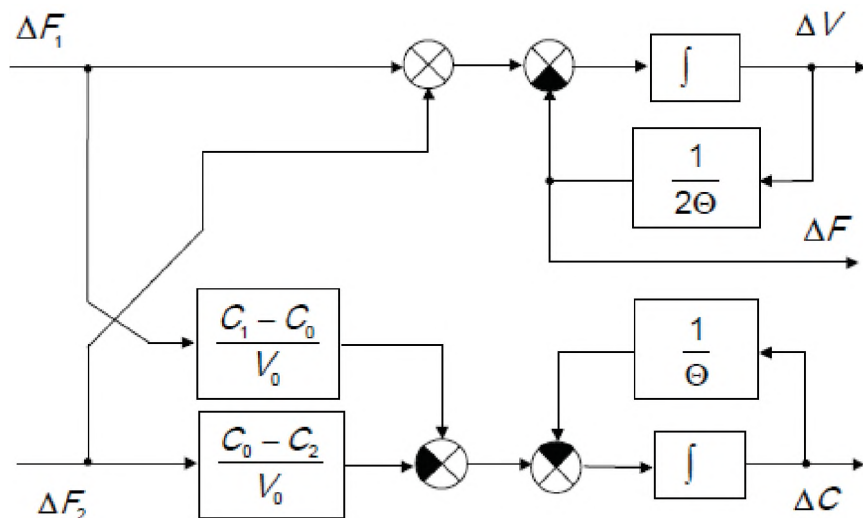 ΔF₁
ΔV
∫
1
2Θ
ΔF
C₁ – C₀
V₀
1
Θ
C₀ – C₂
V₀
∫
ΔF₂
ΔC